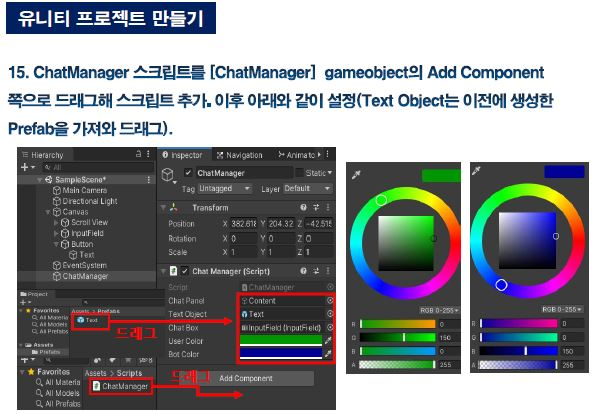 유니티 프로젝트 만들기
15. ChatManager 스크립트를 [ChatManager] gameobject의 Add Component
쪽으로 드래그해 스크립트 추가. 이후 아래와 같이 설정(Text Object는 이전에 생성한
Prefab을 가져와 드래그).
Hierarchy
All
SampleScene*
Main Camera
Directional Light
Canvas
Scroll View
InputField
Button
Text
EventSystem
ChatManager
Project
Favorites
All Materia
All Models
All Prefabs
Assets
Prefabs
Assets > Prefabs
Text
드래그
Favorites
All Materia
All Models
All Prefabs
Assets > Scripts
ChatManager
드래그
Inspector
Navigation
Animato
ChatManager
Static
Tag Untagged Layer Default
Transform
Position X 382.618 Y 204.32 Z -42.515
Rotation X 0 Y 0 Z 0
Scale X 1 Y 1 Z 1
Chat Manager (Script)
Script ChatManager
Chat Panel Content
Text Object Text
Chat Box InputField (InputField)
User Color
Bot Color
Add Component
RGB 0-255
R 0
G 150
B 0
A 255
RGB 0-255
R 0
G 0
B 150
A 255